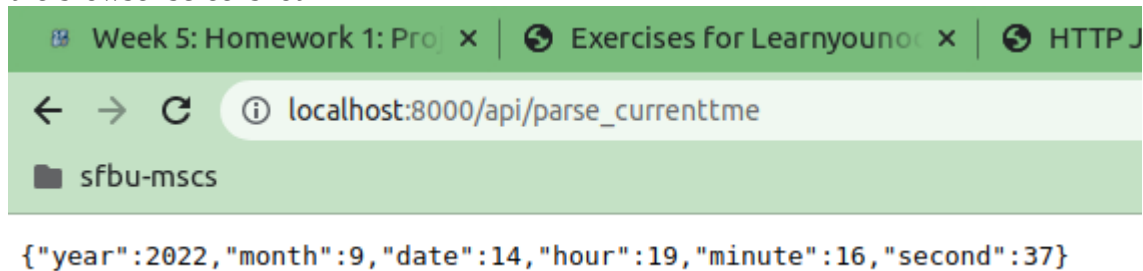 Week 5: Homework 1: Proj Exercises for Learnyounod HTTP J
localhost:8000/api/parse_currenttme
sfbu-mscs
{"year":2022,"month":9,"date":14,"hour":19,"minute":16,"second":37}